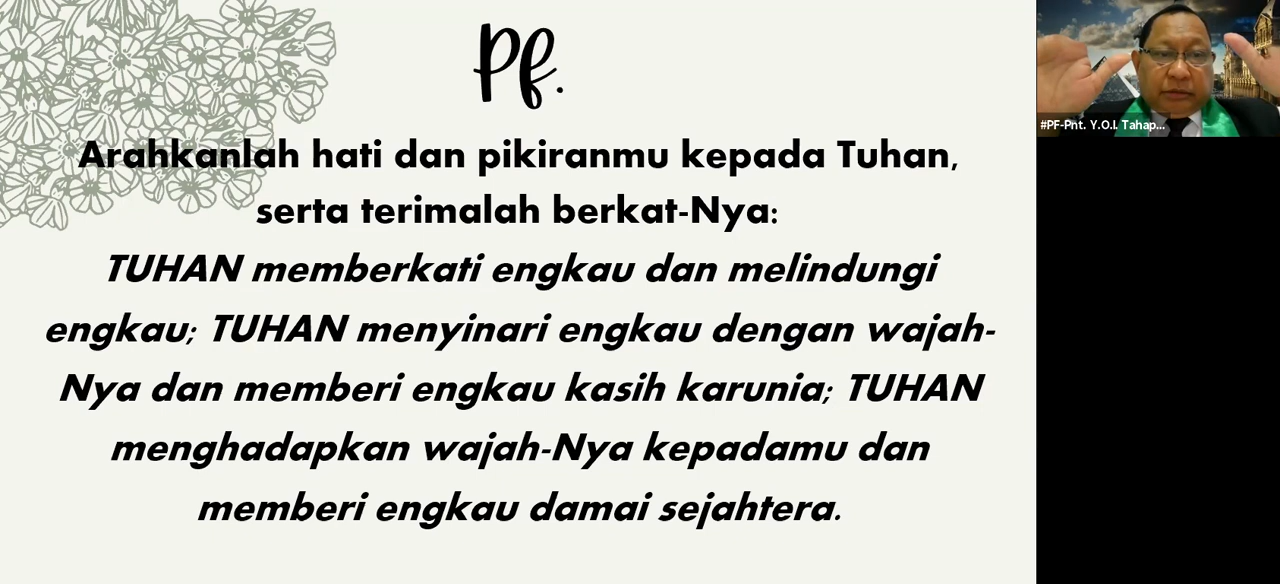 Pf.
Arahkanlah hati dan pikiranmu kepada Tuhan,
serta terimalah berkat-Nya:
TUHAN memberkati engkau dan melindungi
engkau; TUHAN menyinari engkau dengan wajah-
Nya dan memberi engkau kasih karunia; TUHAN
menghadapkan wajah-Nya kepadamu dan
memberi engkau damai sejahtera.
#PF-Pnt. Y.O.I. Tahap...